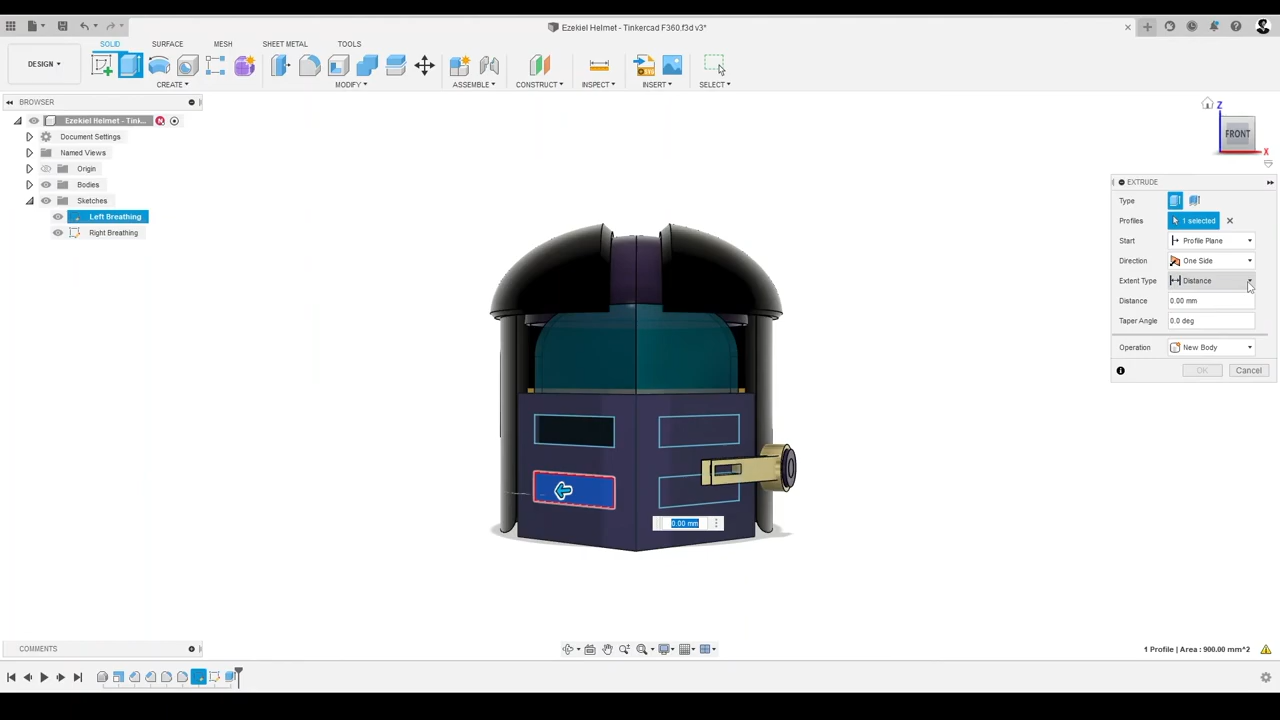 Ezekiel Helmet - Tinkercad F360.f3d v3*
DESIGN
SOLID
SURFACE
MESH
SHEET METAL
TOOLS
CREATE
MODIFY
ASSEMBLE
CONSTRUCT
INSPECT
INSERT
SELECT
BROWSER
Ezekiel Helmet - Tink...
Document Settings
Named Views
Origin
Bodies
Sketches
Left Breathing
Right Breathing
Z
FRONT
X
EXTRUDE
Type
Profiles 1 selected
Start Profile Plane
Direction One Side
Extent Type Distance
Distance 0.00 mm
Taper Angle 0.0 deg
Operation New Body
OK Cancel
0.00 mm
COMMENTS
1 Profile | Area : 900.00 mm^2